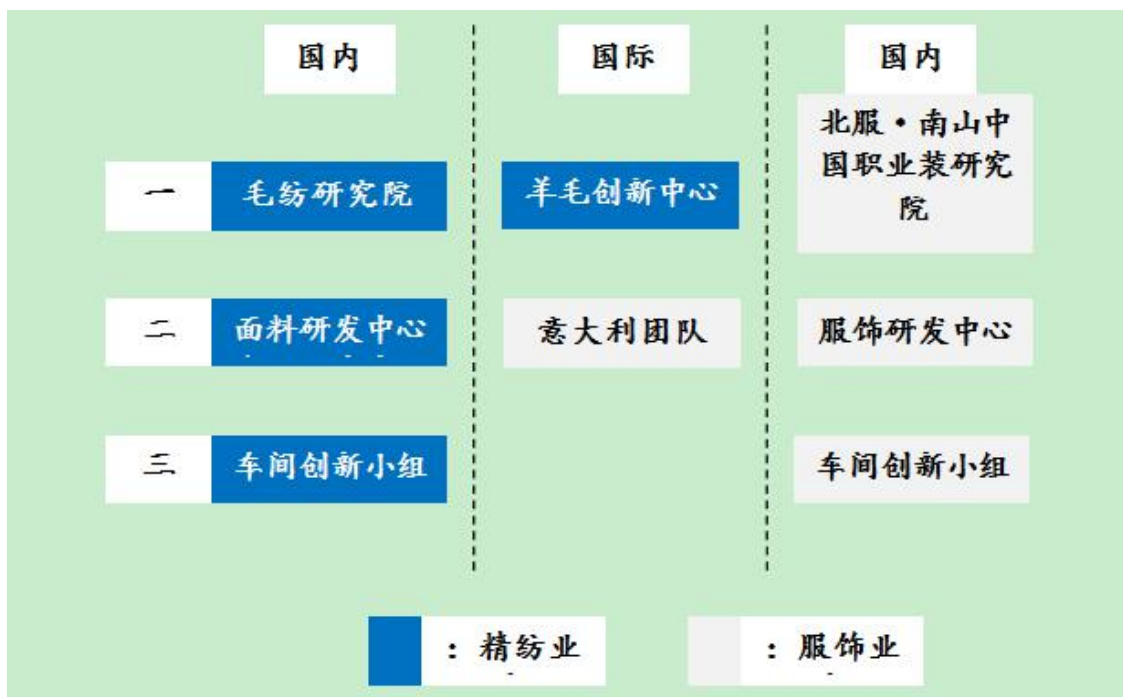 国内
国际
国内
一
毛纺研究院
羊毛创新中心
北服·南山中
国职业装研究
院
二
面料研发中心
意大利团队
服饰研发中心
三
车间创新小组
车间创新小组
：精纺业
：服饰业